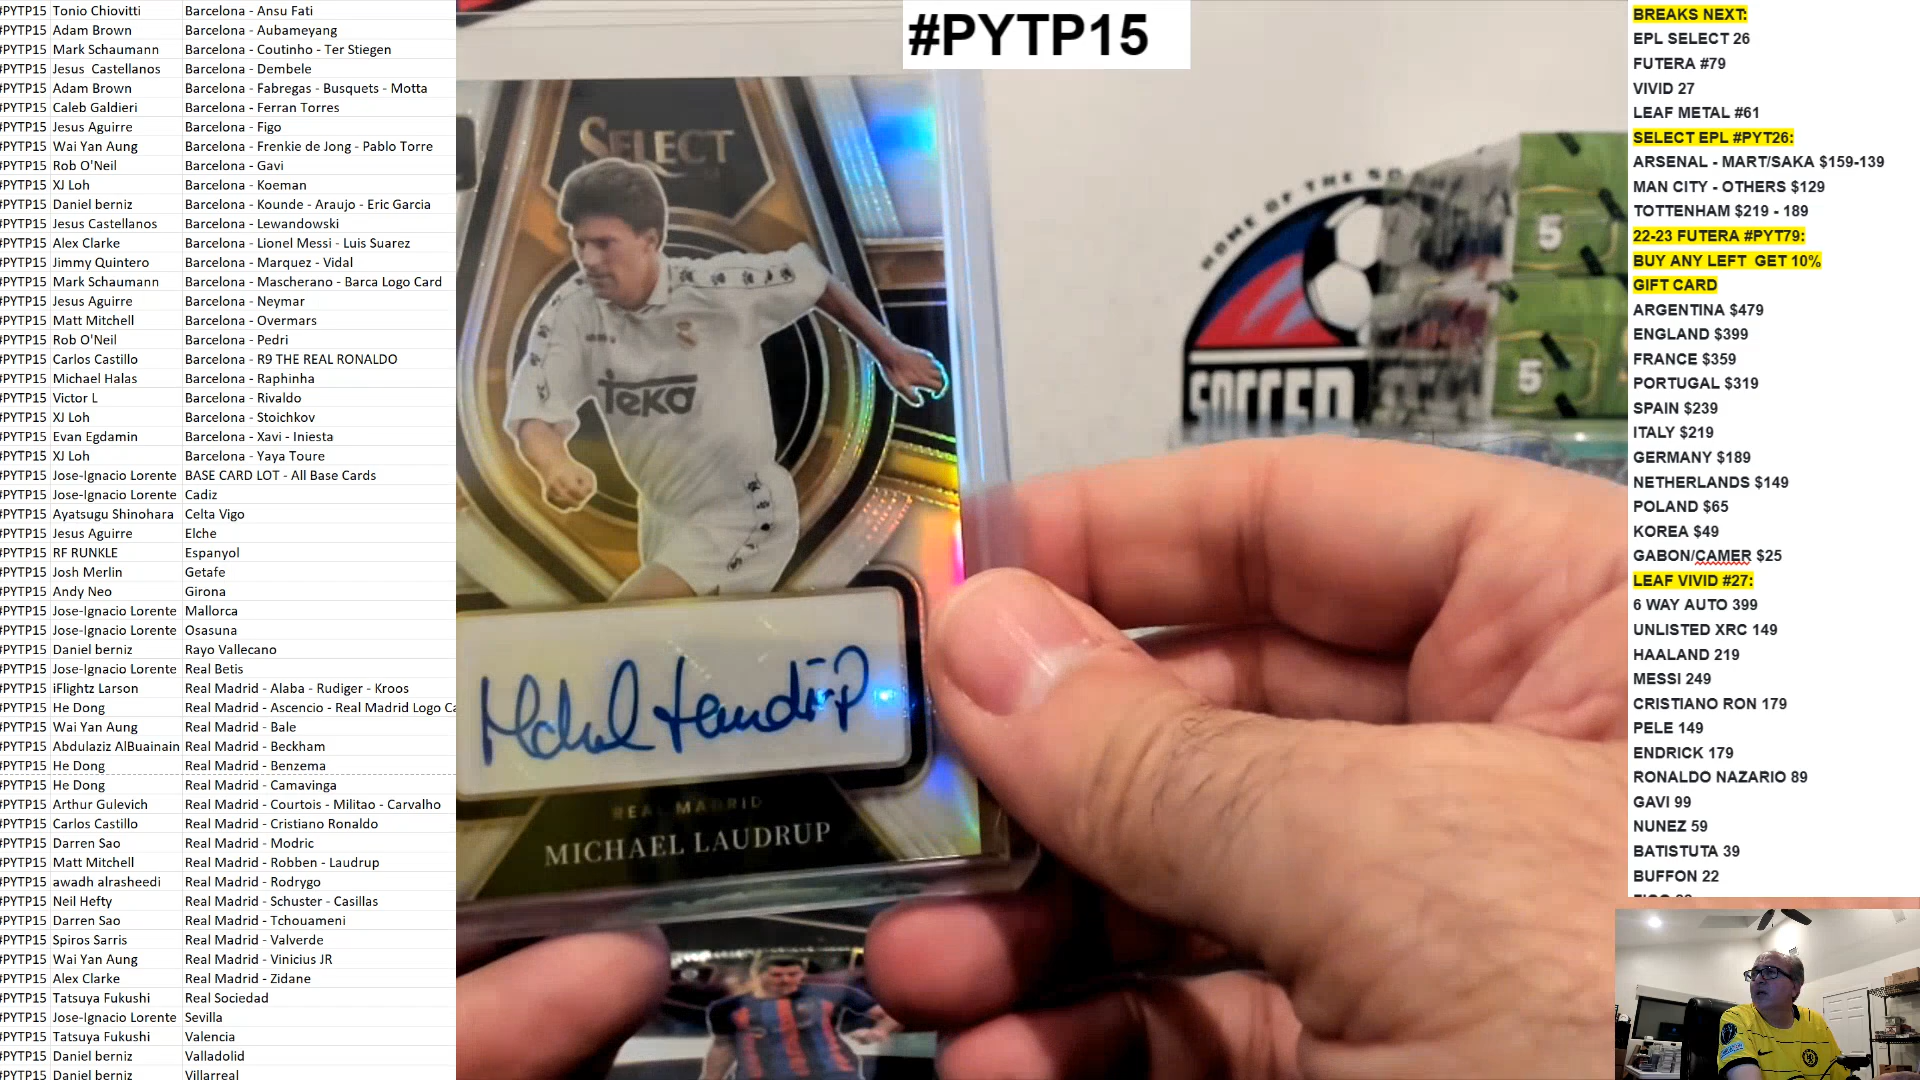 #PYTP15 Tonio Chiovitti Barcelona - Ansu Fati
#PYTP15 Adam Brown Barcelona - Aubameyang
#PYTP15 Mark Schaumann Barcelona - Coutinho - Ter Stiegen
#PYTP15 Jesus Castellanos Barcelona - Dembele
#PYTP15 Adam Brown Barcelona - Fabregas - Busquets - Motta
#PYTP15 Caleb Galdieri Barcelona - Ferran Torres
#PYTP15 Jesus Aguirre Barcelona - Figo
#PYTP15 Wai Yan Aung Barcelona - Frenkie de Jong - Pablo Torre
#PYTP15 Rob O'Neil Barcelona - Gavi
#PYTP15 XJ Loh Barcelona - Koeman
#PYTP15 Daniel berniz Barcelona - Kounde - Araujo - Eric Garcia
#PYTP15 Jesus Castellanos Barcelona - Lewandowski
#PYTP15 Alex Clarke Barcelona - Lionel Messi - Luis Suarez
#PYTP15 Jimmy Quintero Barcelona - Marquez - Vidal
#PYTP15 Mark Schaumann Barcelona - Mascherano - Barca Logo Card
#PYTP15 Jesus Aguirre Barcelona - Neymar
#PYTP15 Matt Mitchell Barcelona - Overmars
#PYTP15 Rob O'Neil Barcelona - Pedri
#PYTP15 Carlos Castillo Barcelona - R9 THE REAL RONALDO
#PYTP15 Michael Halas Barcelona - Raphinha
#PYTP15 Victor L Barcelona - Rivaldo
#PYTP15 XJ Loh Barcelona - Stoichkov
#PYTP15 Evan Egdamin Barcelona - Xavi - Iniesta
#PYTP15 XJ Loh Barcelona - Yaya Toure
#PYTP15 Jose-Ignacio Lorente BASE CARD LOT - All Base Cards
#PYTP15 Jose-Ignacio Lorente Cadiz
#PYTP15 Ayatsugu Shinohara Celta Vigo
#PYTP15 Jesus Aguirre Elche
#PYTP15 RF RUNKLE Espanyol
#PYTP15 Josh Merlin Getafe
#PYTP15 Andy Neo Girona
#PYTP15 Jose-Ignacio Lorente Mallorca
#PYTP15 Jose-Ignacio Lorente Osasuna
#PYTP15 Daniel berniz Rayo Vallecano
#PYTP15 Jose-Ignacio Lorente Real Betis
#PYTP15 iFlightz Larson Real Madrid - Alaba - Rudiger - Kroos
#PYTP15 He Dong Real Madrid - Ascencio - Real Madrid Logo Ca
#PYTP15 Wai Yan Aung Real Madrid - Bale
#PYTP15 Abdulaziz AlBuainain Real Madrid - Beckham
#PYTP15 He Dong Real Madrid - Benzema
#PYTP15 He Dong Real Madrid - Camavinga
#PYTP15 Arthur Gulevich Real Madrid - Courtois - Militao - Carvalho
#PYTP15 Carlos Castillo Real Madrid - Cristiano Ronaldo
#PYTP15 Darren Sao Real Madrid - Modric
#PYTP15 Matt Mitchell Real Madrid - Robben - Laudrup
#PYTP15 awadh alrasheedi Real Madrid - Rodrygo
#PYTP15 Neil Hefty Real Madrid - Schuster - Casillas
#PYTP15 Darren Sao Real Madrid - Tchouameni
#PYTP15 Spiros Sarris Real Madrid - Valverde
#PYTP15 Wai Yan Aung Real Madrid - Vinicius JR
#PYTP15 Alex Clarke Real Madrid - Zidane
#PYTP15 Tatsuya Fukushi Real Sociedad
#PYTP15 Jose-Ignacio Lorente Sevilla
#PYTP15 Tatsuya Fukushi Valencia
#PYTP15 Daniel berniz Valladolid
#PYTP15 Daniel berniz Villarreal
#PYTP15
SELECT
Teka
Michael Laudrup
REAL MADRID
MICHAEL LAUDRUP
HOME OF THE
SOCCER
5
5
BREAKS NEXT:
EPL SELECT 26
FUTERA #79
VIVID 27
LEAF METAL #61
SELECT EPL #PYT26:
ARSENAL - MART/SAKA $159-139
MAN CITY - OTHERS $129
TOTTENHAM $219 - 189
22-23 FUTERA #PYT79:
BUY ANY LEFT GET 10%
GIFT CARD
ARGENTINA $479
ENGLAND $399
FRANCE $359
PORTUGAL $319
SPAIN $239
ITALY $219
GERMANY $189
NETHERLANDS $149
POLAND $65
KOREA $49
GABON/CAMER $25
LEAF VIVID #27:
6 WAY AUTO 399
UNLISTED XRC 149
HAALAND 219
MESSI 249
CRISTIANO RON 179
PELE 149
ENDRICK 179
RONALDO NAZARIO 89
GAVI 99
NUNEZ 59
BATISTUTA 39
BUFFON 22